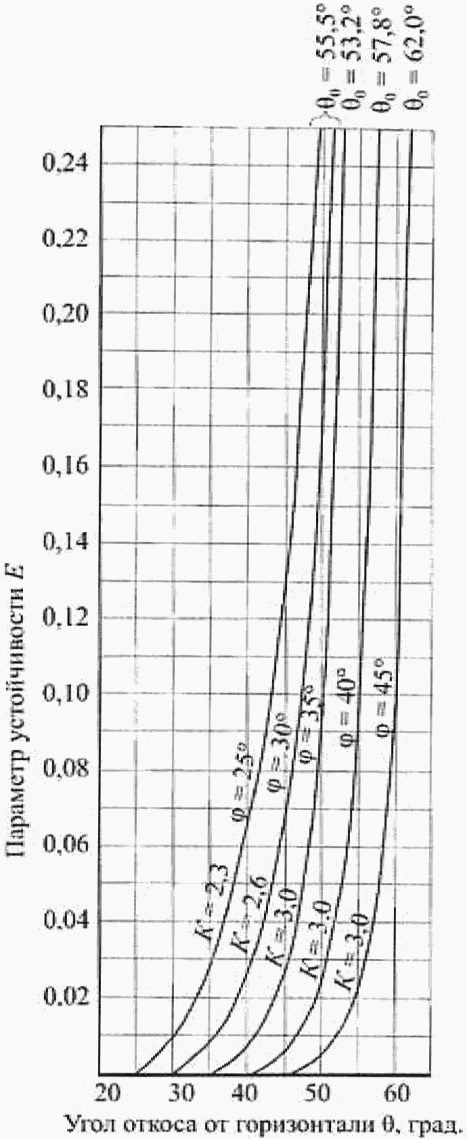 θ₀ = 55,5°
θ₀ = 53,2°
θ₀ = 57,8°
θ₀ = 62,0°
Параметр устойчивости E
0,24
0,22
0,20
0,18
0,16
0,14
0,12
0,10
0,08
0,06
0,04
0.02
φ = 25°
φ = 30°
φ = 35°
φ = 40°
φ = 45°
K = 2,3
K = 2,6
K = 3,0
K = 3,0
K = 3,0
20 30 40 50 60
Угол откоса от горизонтали θ, град.